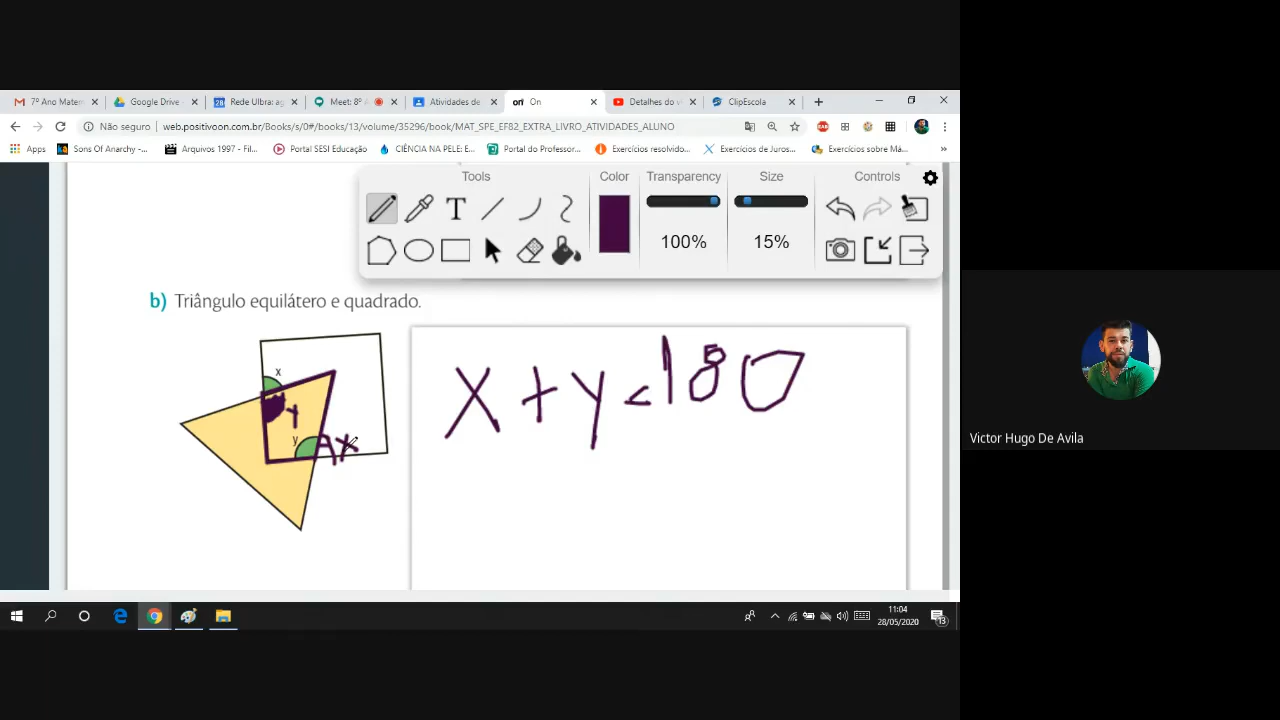 7º Ano Matem
Google Drive
Rede Ulbra: ag
Meet: 8º A
Atividades de
On
Detalhes do ví
ClipEscola
Não seguro
web.positivoon.com.br/Books/s/0#/books/13/volume/35296/book/MAT_SPE_EF82_EXTRA_LIVRO_ATIVIDADES_ALUNO
Apps
Sons Of Anarchy -...
Arquivos 1997 - Fil...
Portal SESI Educação
CIÊNCIA NA PELE: E...
Portal do Professor...
Exercícios resolvido...
Exercícios de Juros...
Exercícios sobre Má...
»
Tools Color Transparency Size Controls
T
100% 15%
b) Triângulo equilátero e quadrado.
x
Y
y
X
X + y < 180
Victor Hugo De Avila
11:04
28/05/2020
13